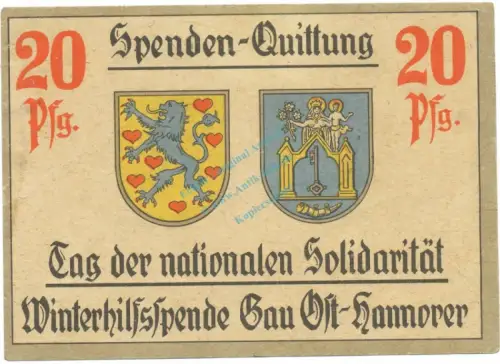 20 Pfg.
Spenden-Quittung
20 Pfg.
Tag der nationalen Solidarität
Winterhilfsspende Gau Ost-Hannover